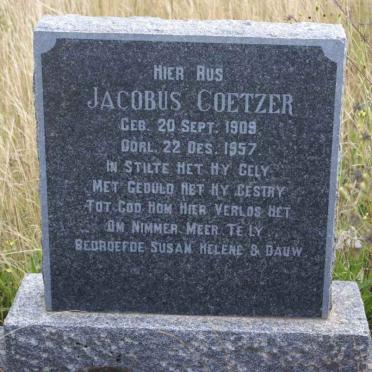 HIER RUS
JACOBUS COETZER
GEB. 20 SEPT. 1909
OORL. 22 DES. 1957
IN STILTE HET HY GELY
MET GEDULD HET HY GESTRY
TOT GOD HOM HIER VERLOS HET
OM NIMMER MEER TE LY
BEDROEFDE SUSAN HELENE & DAUW